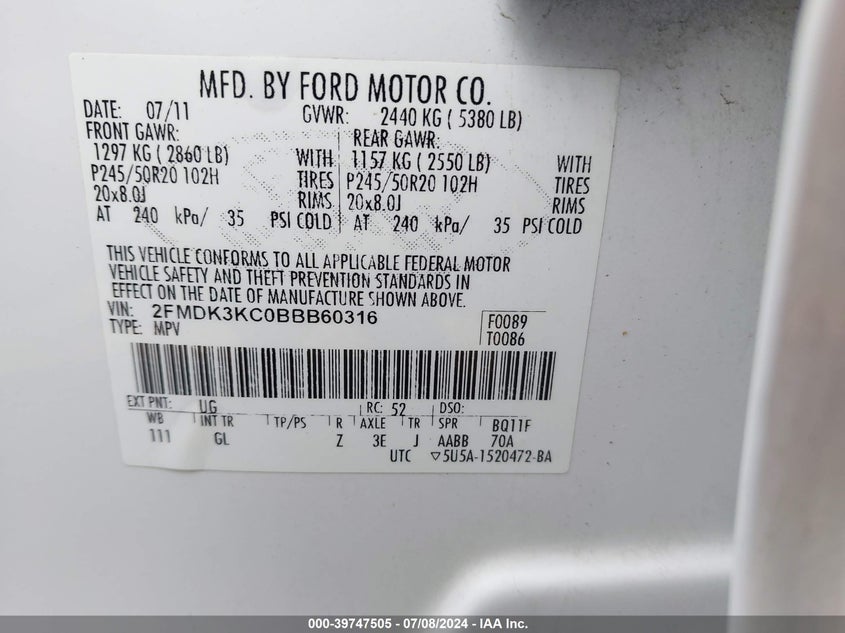 MFD. BY FORD MOTOR CO.
DATE: 07/11 GVWR: 2440 KG ( 5380 LB)
FRONT GAWR: REAR GAWR:
1297 KG ( 2860 LB) WITH 1157 KG ( 2550 LB) WITH
P245/50R20 102H TIRES P245/50R20 102H TIRES
20x8.0J RIMS 20x8.0J RIMS
AT 240 kPa/ 35 PSI COLD AT 240 kPa/ 35 PSI COLD
THIS VEHICLE CONFORMS TO ALL APPLICABLE FEDERAL MOTOR
VEHICLE SAFETY AND THEFT PREVENTION STANDARDS IN
EFFECT ON THE DATE OF MANUFACTURE SHOWN ABOVE.
VIN: 2FMDK3KC0BBB60316 F0089
TYPE: MPV T0086
EXT PNT: UG RC: 52 DSO:
WB INT TR TP/PS R AXLE TR SPR BQ11F
111 GL Z 3E J AABB 70A
UTC ▽5U5A-1520472-BA
000-39747505 - 07/08/2024 - IAA Inc.